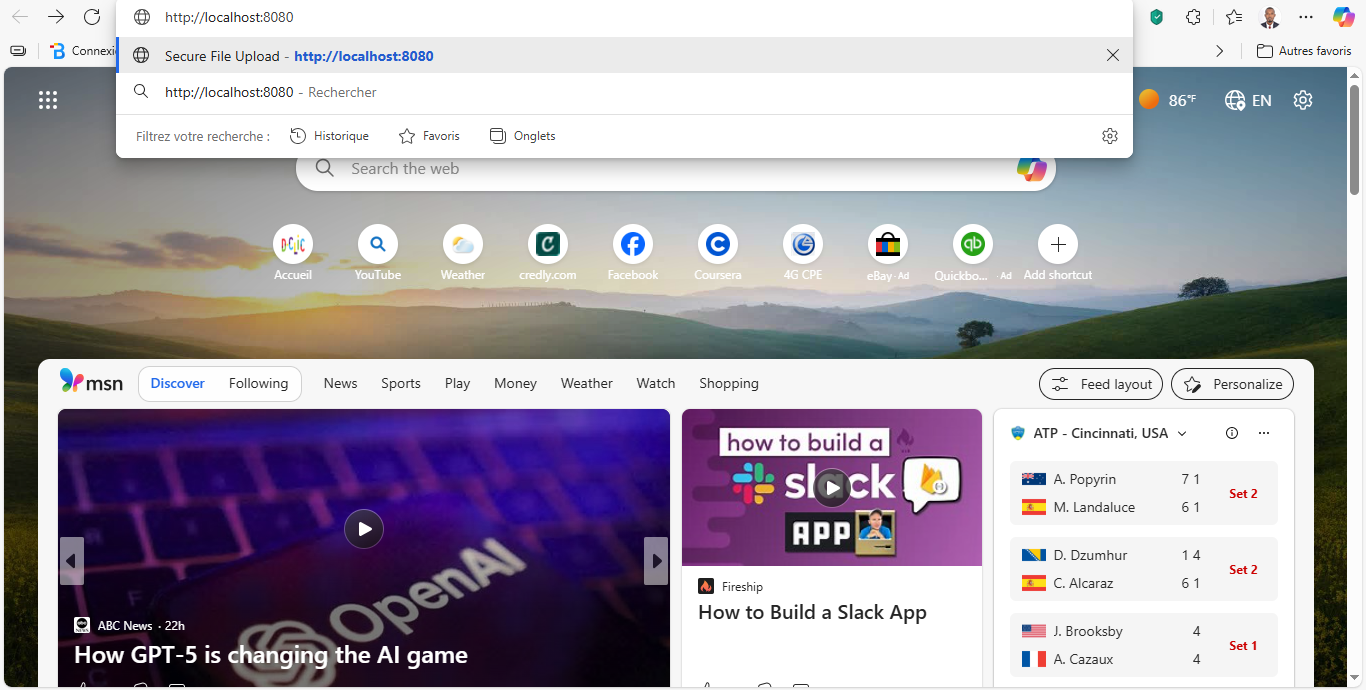 http://localhost:8080
Connexi
Secure File Upload - http://localhost:8080
http://localhost:8080 - Rechercher
Filtrez votre recherche : Historique Favoris Onglets
Autres favoris
86°F
EN
Search the web
Accueil YouTube Weather credly.com Facebook Coursera 4G CPE eBay · Ad Quickbo... · Ad Add shortcut
msn Discover Following News Sports Play Money Weather Watch Shopping Feed layout Personalize
OpenAI
ABC News · 22h
How GPT-5 is changing the AI game
how to build a
slack
APP
Fireship
How to Build a Slack App
ATP - Cincinnati, USA
A. Popyrin 7 1
M. Landaluce 6 1
Set 2
D. Dzumhur 1 4
C. Alcaraz 6 1
Set 2
J. Brooksby 4
A. Cazaux 4
Set 1